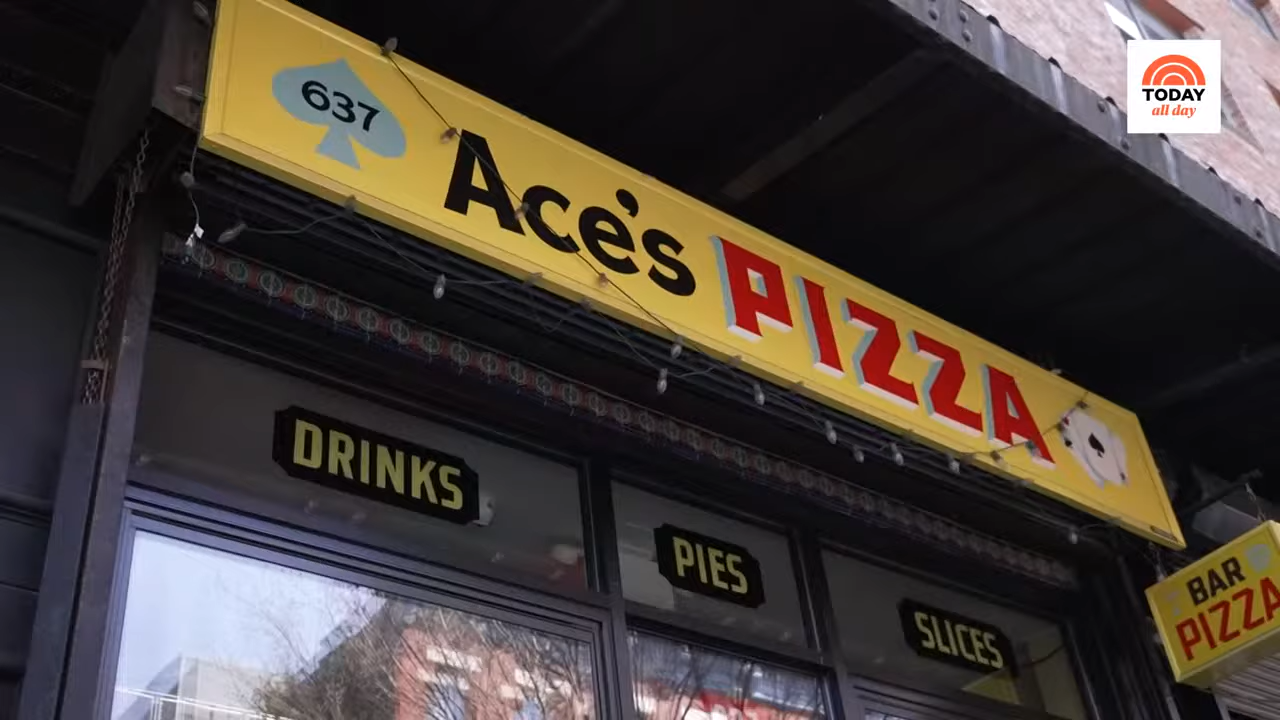 TODAY
all day
637
Ace's PIZZA
DRINKS
PIES
SLICES
BAR
PIZZA